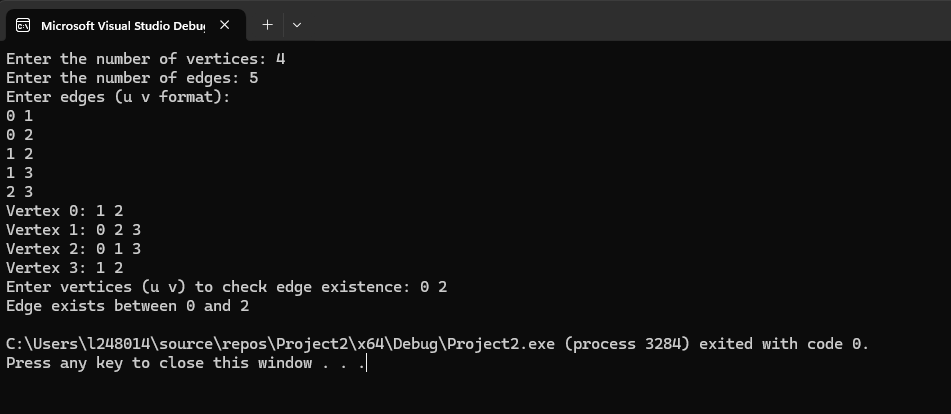 Microsoft Visual Studio Debug
Enter the number of vertices: 4
Enter the number of edges: 5
Enter edges (u v format):
0 1
0 2
1 2
1 3
2 3
Vertex 0: 1 2
Vertex 1: 0 2 3
Vertex 2: 0 1 3
Vertex 3: 1 2
Enter vertices (u v) to check edge existence: 0 2
Edge exists between 0 and 2
C:\Users\l248014\source\repos\Project2\x64\Debug\Project2.exe (process 3284) exited with code 0.
Press any key to close this window . . .